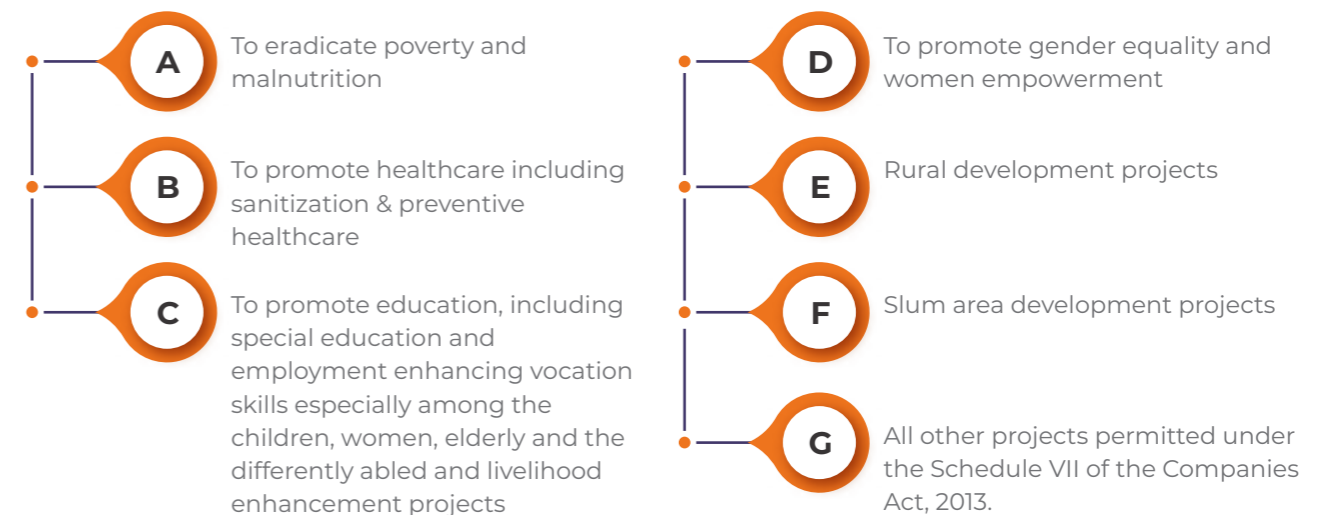 A
To eradicate poverty and
malnutrition
B
To promote healthcare including
sanitization & preventive
healthcare
C
To promote education, including
special education and
employment enhancing vocation
skills especially among the
children, women, elderly and the
differently abled and livelihood
enhancement projects
D
To promote gender equality and
women empowerment
E
Rural development projects
F
Slum area development projects
G
All other projects permitted under
the Schedule VII of the Companies
Act, 2013.